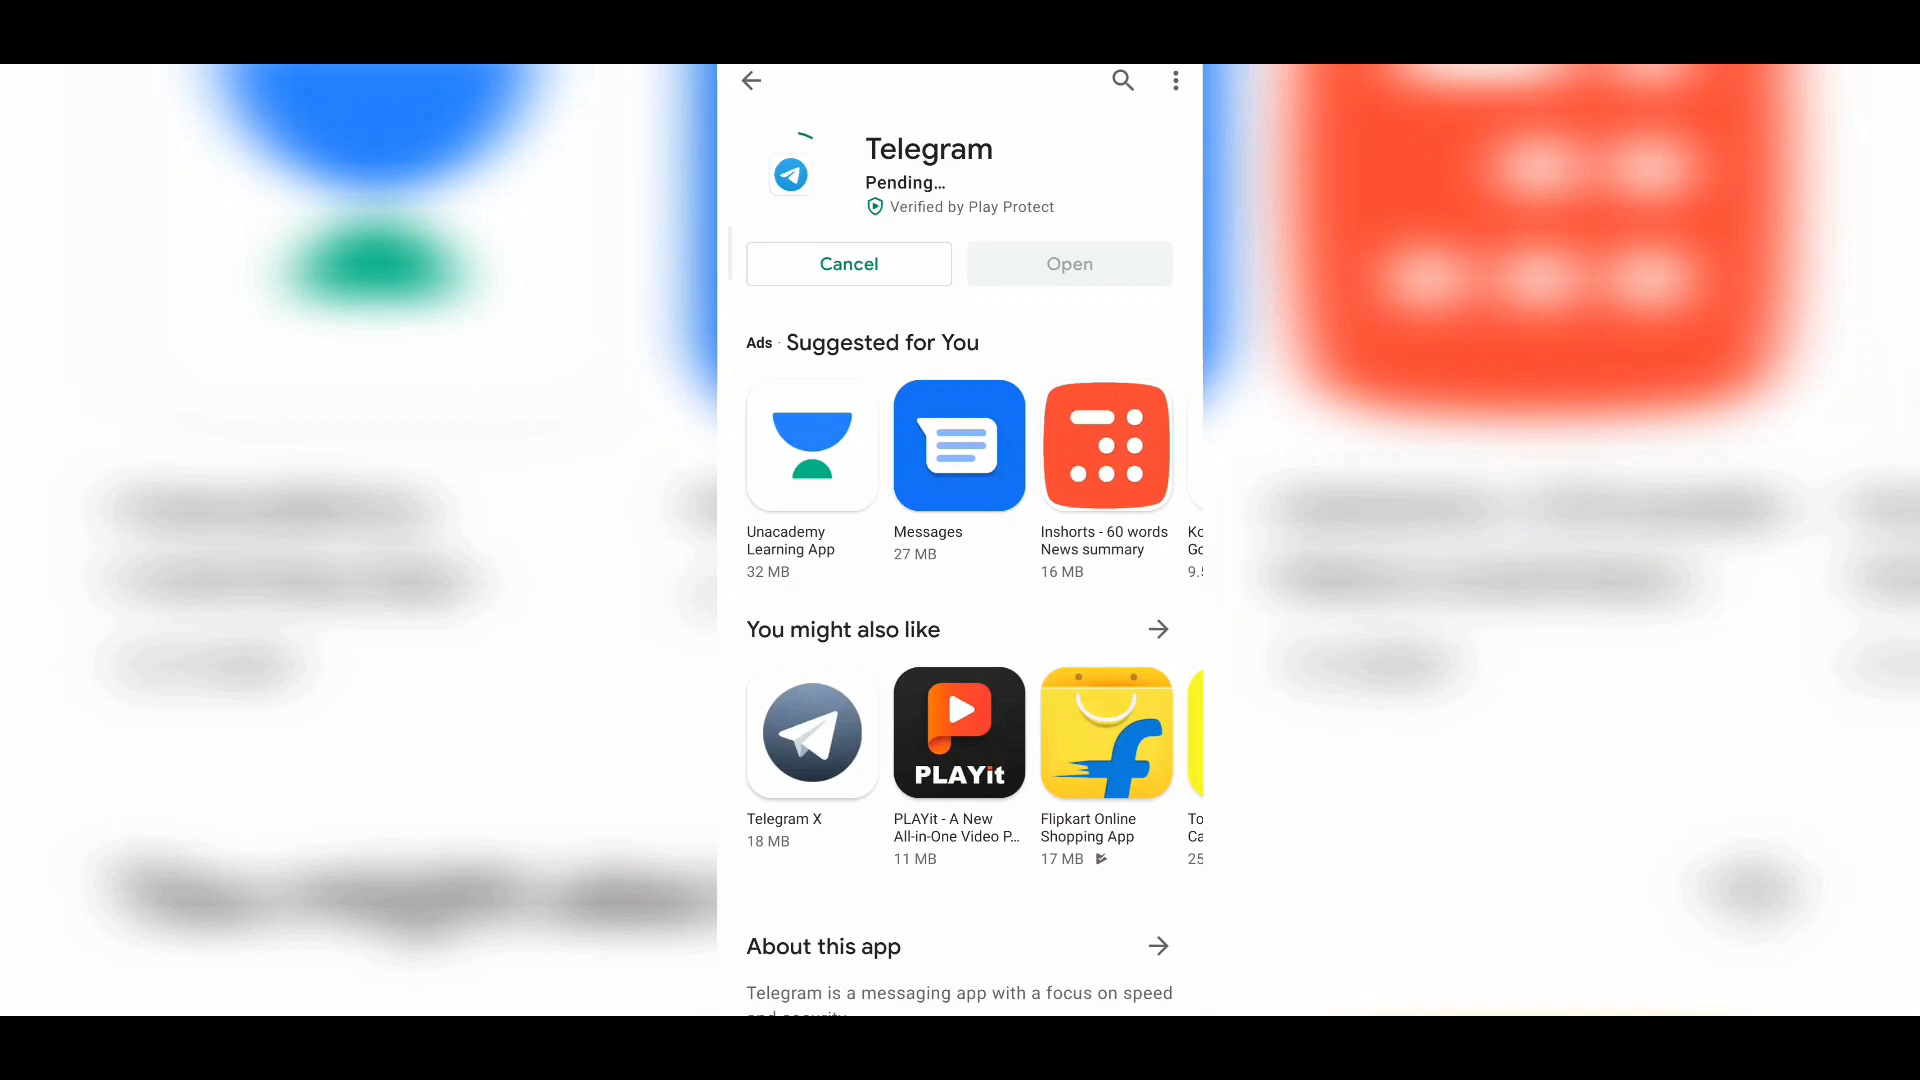 Telegram
Pending...
Verified by Play Protect
Cancel
Open
Ads · Suggested for You
Unacademy
Learning App
32 MB
Messages
27 MB
Inshorts - 60 words
News summary
16 MB
You might also like
PLAYit
Telegram X
18 MB
PLAYit - A New
All-in-One Video P...
11 MB
Flipkart Online
Shopping App
17 MB
About this app
Telegram is a messaging app with a focus on speed